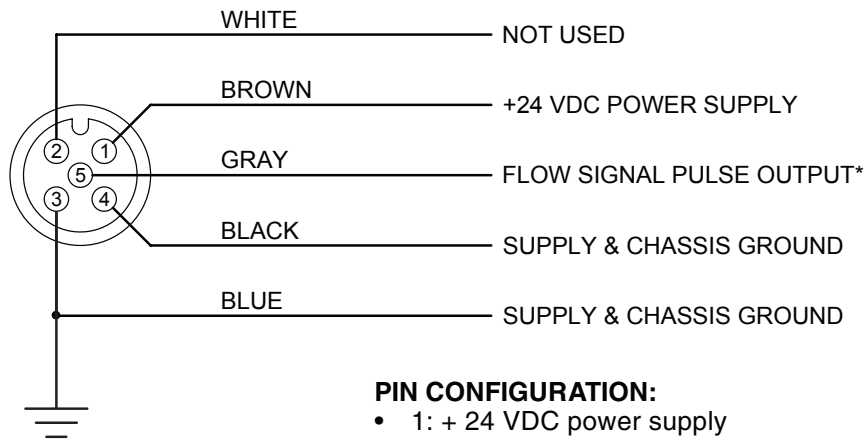 WHITE NOT USED
BROWN +24 VDC POWER SUPPLY
2 1
GRAY FLOW SIGNAL PULSE OUTPUT*
5
3 4
BLACK SUPPLY & CHASSIS GROUND
BLUE SUPPLY & CHASSIS GROUND
PIN CONFIGURATION:
• 1: + 24 VDC power supply